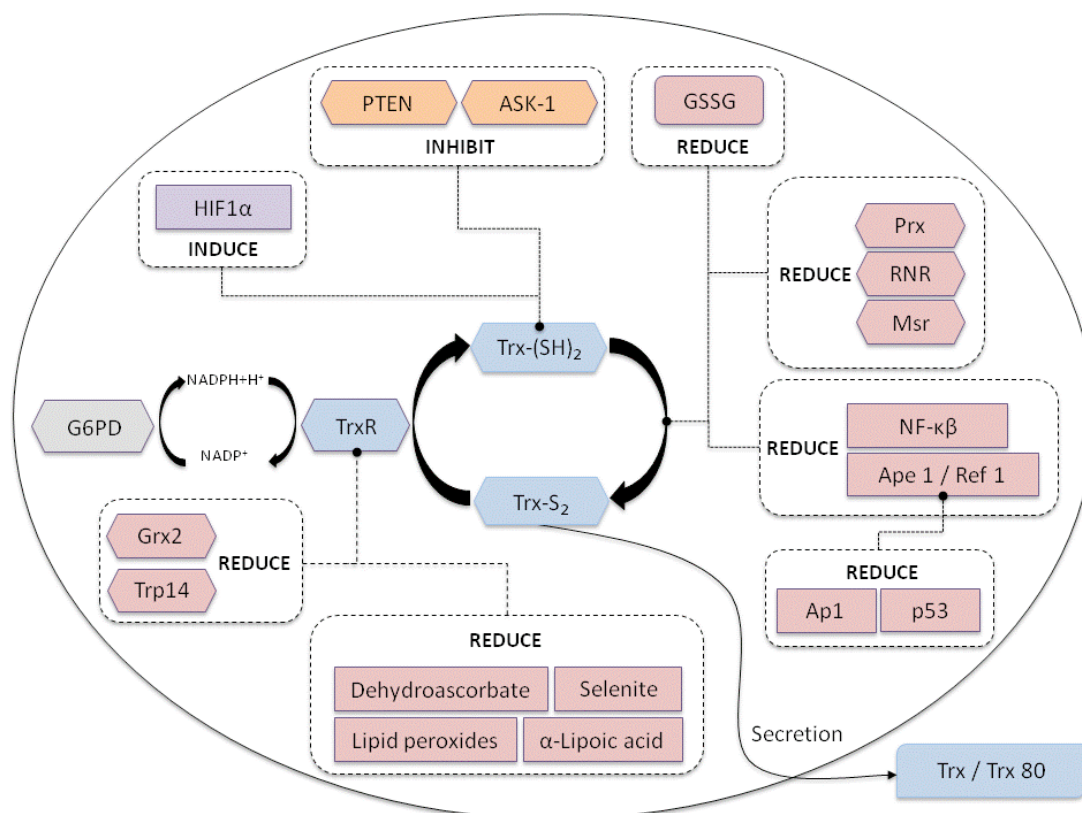 PTEN
ASK-1
INHIBIT
GSSG
REDUCE
HIF1α
INDUCE
Prx
REDUCE
RNR
Msr
Trx-(SH)₂
NADPH+H⁺
G6PD
TrxR
NADP⁺
Trx-S₂
NF-κβ
REDUCE
Ape 1 / Ref 1
Grx2
REDUCE
Trp14
REDUCE
Ap1
p53
REDUCE
Dehydroascorbate
Selenite
Lipid peroxides
α-Lipoic acid
Secretion
Trx / Trx 80